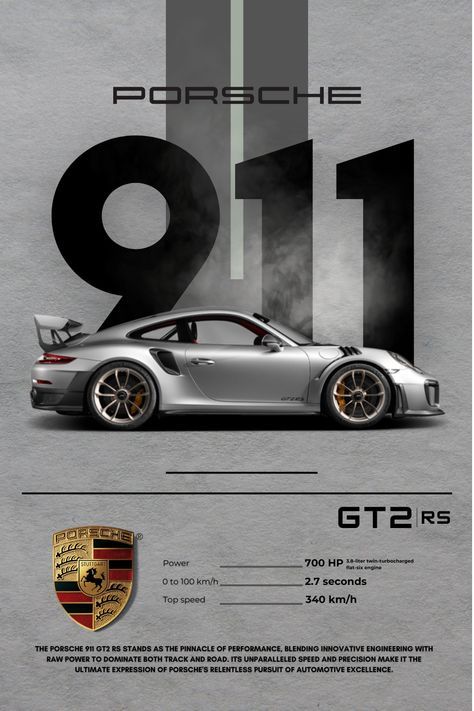 PORSCHE
911
GT2RS
GT2|RS
PORSCHE®
STUTTGART
Power 700 HP 3.8-liter twin-turbocharged
flat-six engine
0 to 100 km/h 2.7 seconds
Top speed 340 km/h
THE PORSCHE 911 GT2 RS STANDS AS THE PINNACLE OF PERFORMANCE, BLENDING INNOVATIVE ENGINEERING WITH
RAW POWER TO DOMINATE BOTH TRACK AND ROAD. ITS UNPARALLELED SPEED AND PRECISION MAKE IT THE
ULTIMATE EXPRESSION OF PORSCHE'S RELENTLESS PURSUIT OF AUTOMOTIVE EXCELLENCE.